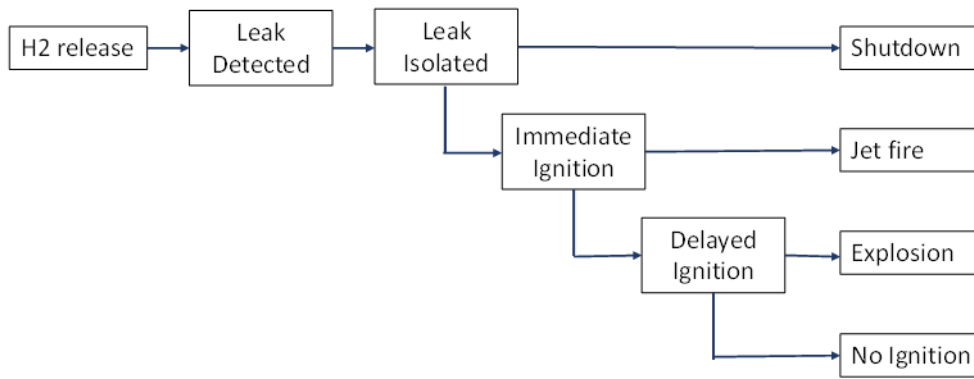 H2 release
Leak
Detected
Leak
Isolated
Shutdown
Immediate
Ignition
Jet fire
Delayed
Ignition
Explosion
No Ignition